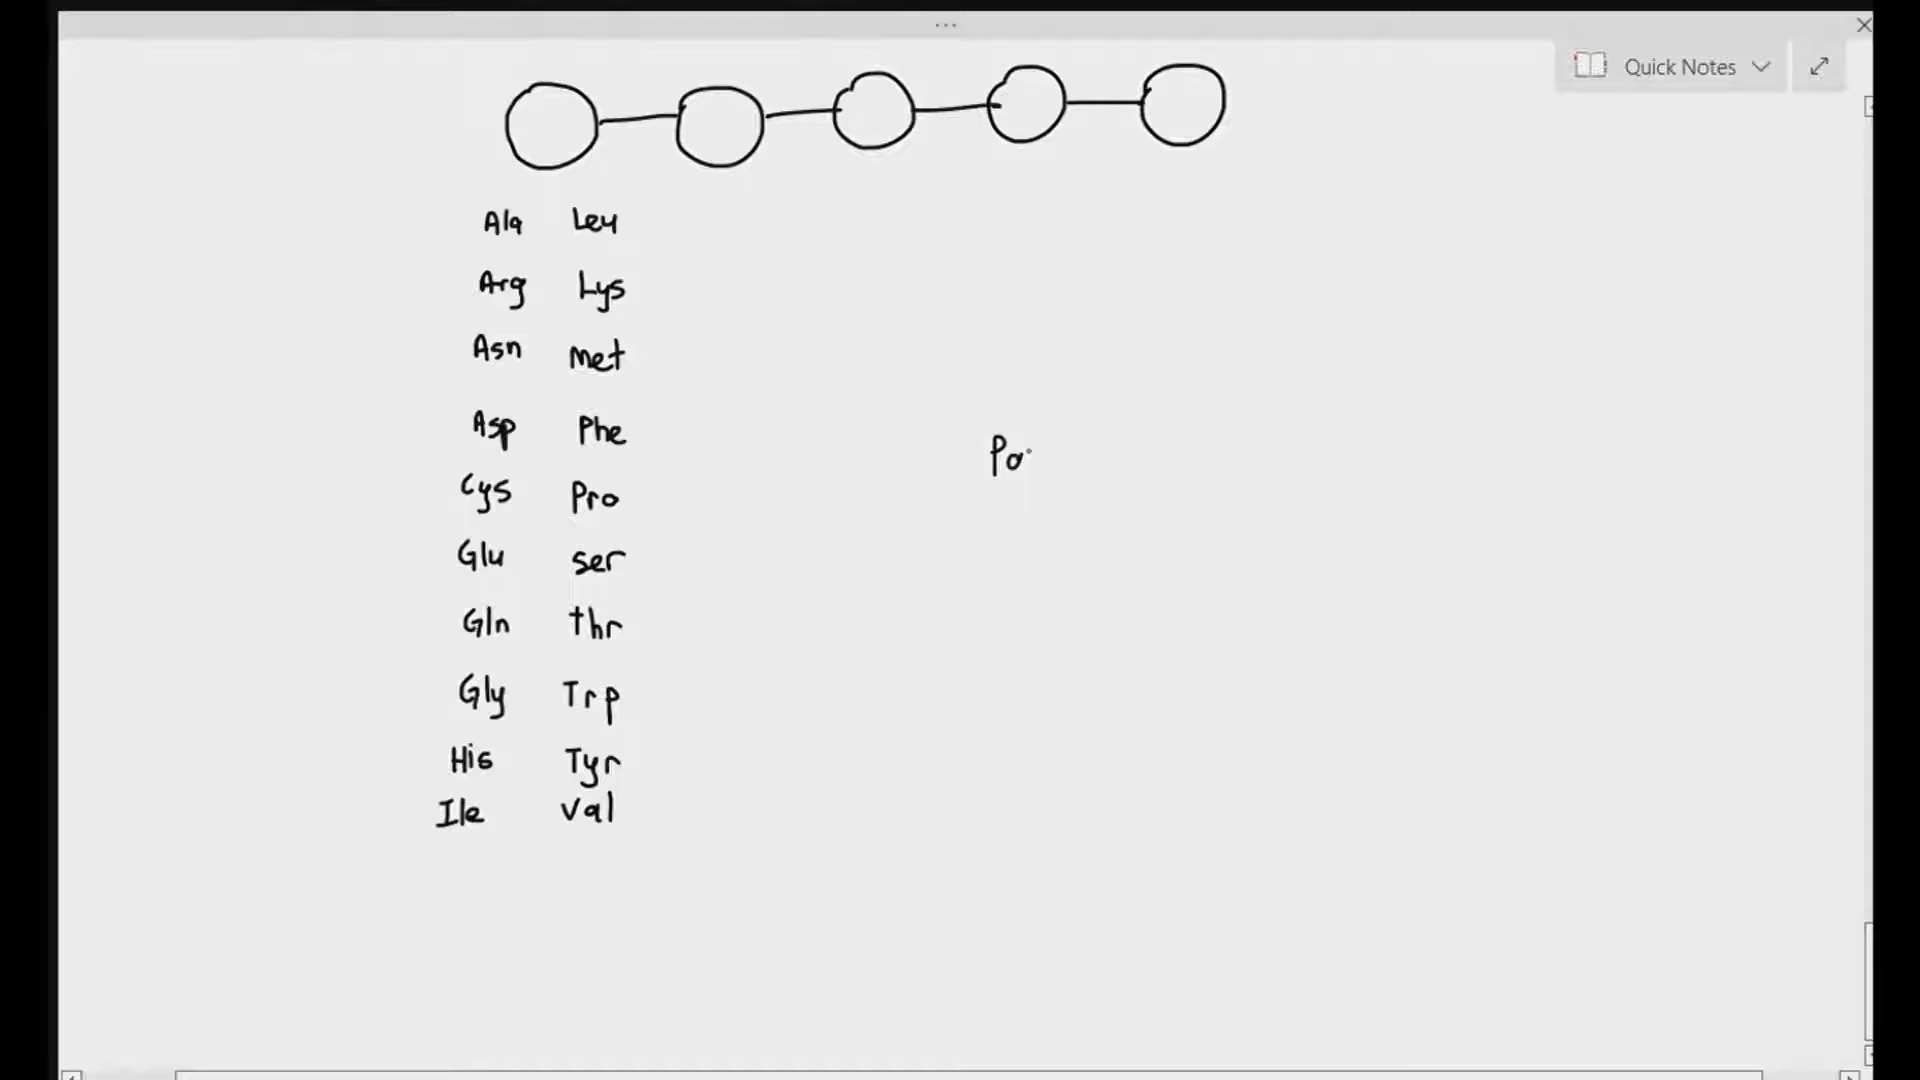 Quick Notes
Ala Leu
Arg Lys
Asn Met
Asp Phe
Cys Pro
Glu ser
Gln thr
Gly Trp
His Tyr
Ile Val
Po